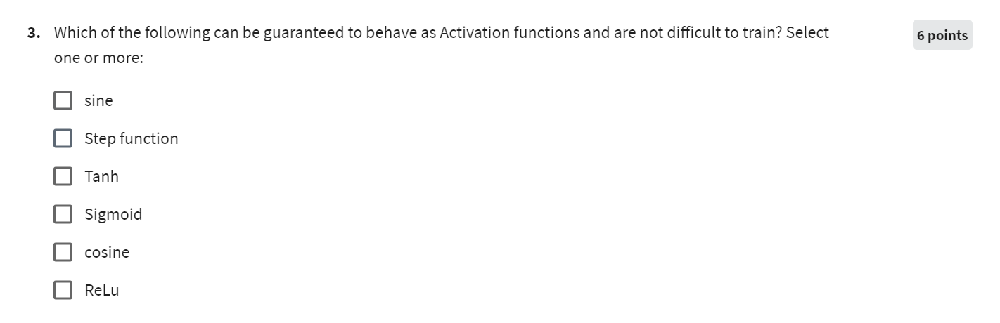 3. Which of the following can be guaranteed to behave as Activation functions and are not difficult to train? Select
6 points
one or more:
sine
Step function
Tanh
Sigmoid
cosine
ReLu